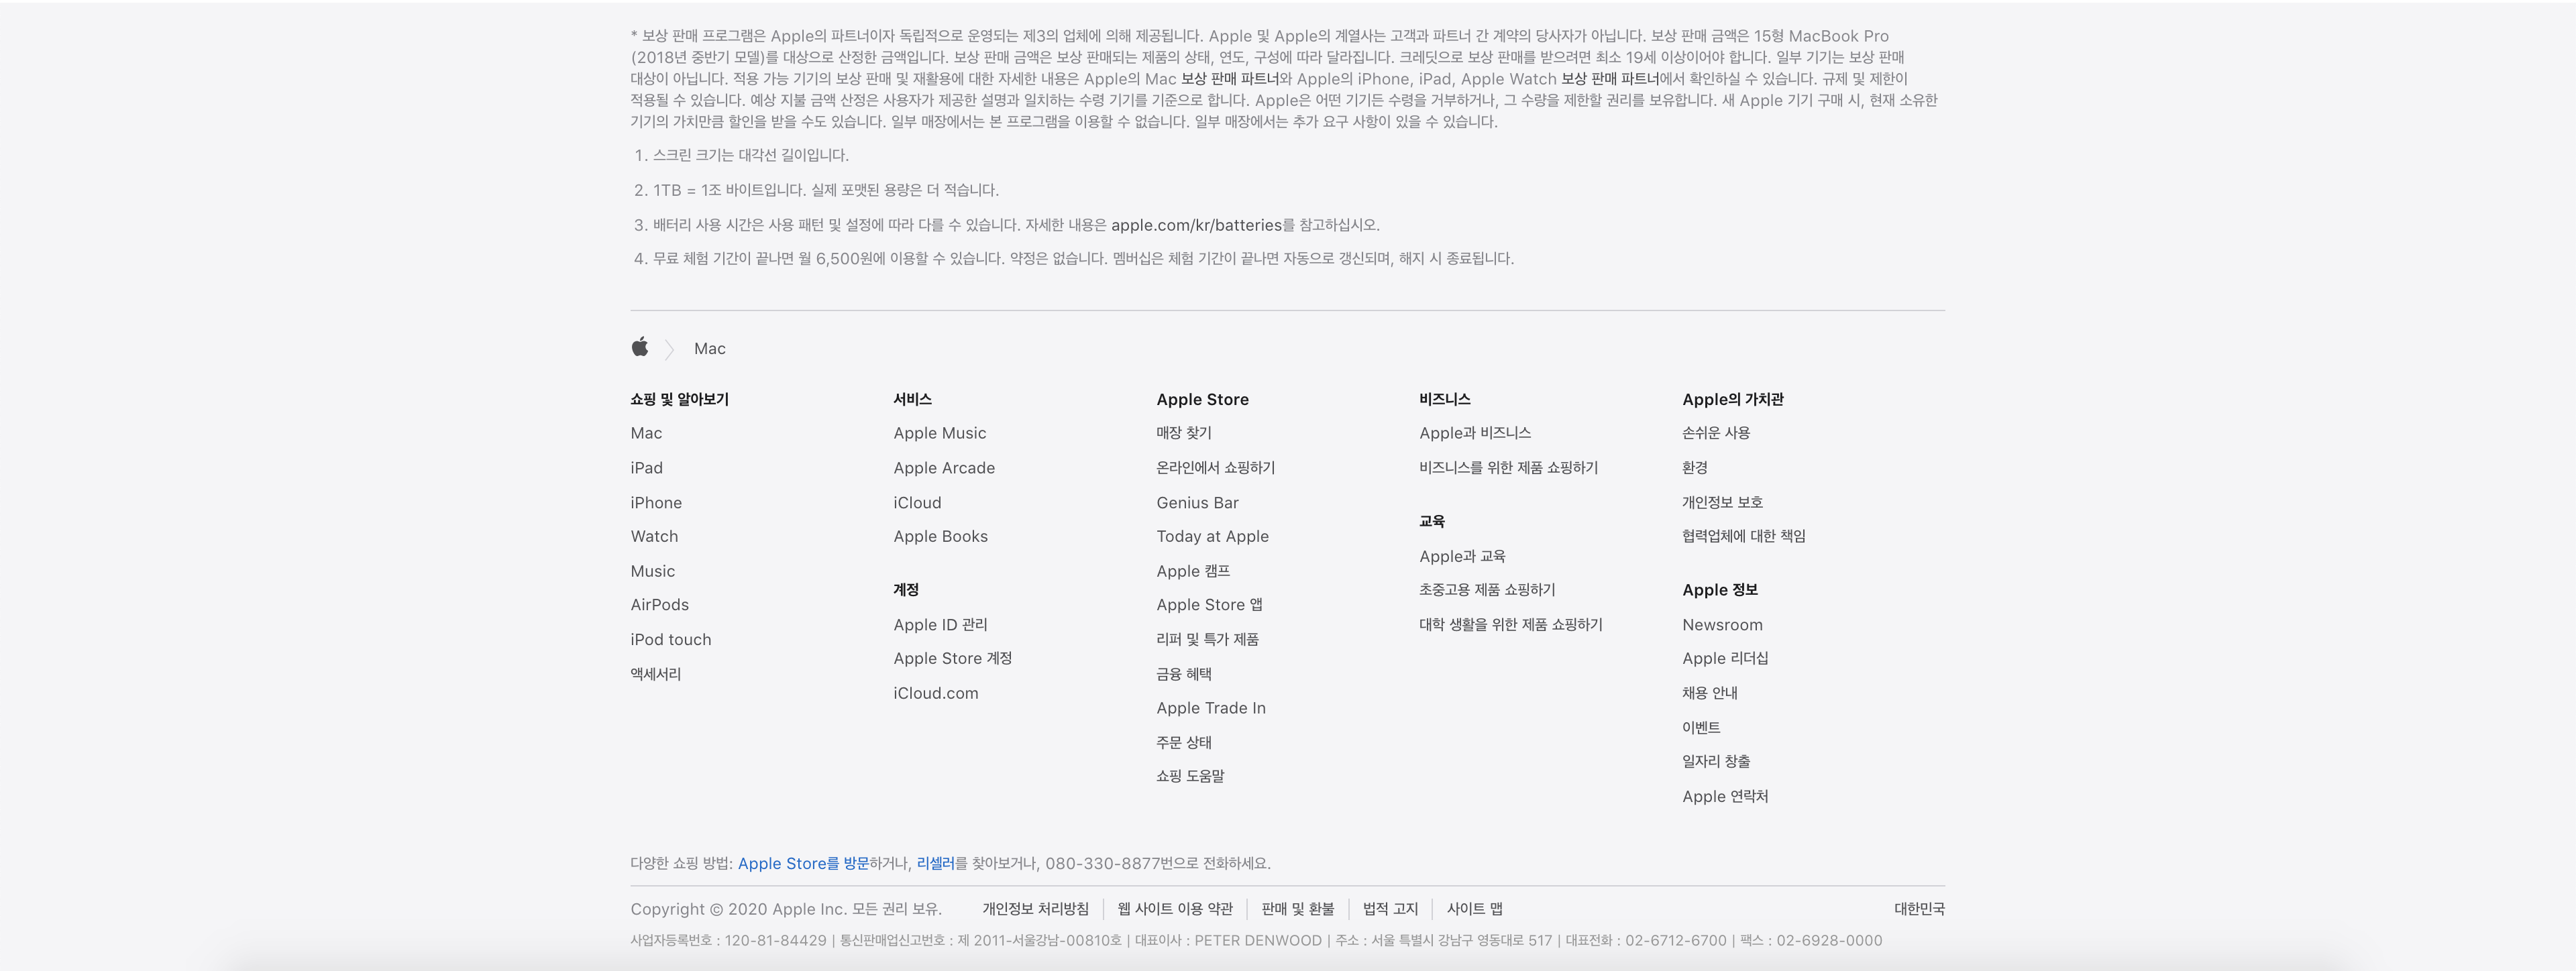 * 보상 판매 프로그램은 Apple의 파트너이자 독립적으로 운영되는 제3의 업체에 의해 제공됩니다. Apple 및 Apple의 계열사는 고객과 파트너 간 계약의 당사자가 아닙니다. 보상 판매 금액은 15형 MacBook Pro
(2018년 중반기 모델)를 대상으로 산정한 금액입니다. 보상 판매 금액은 보상 판매되는 제품의 상태, 연도, 구성에 따라 달라집니다. 크레딧으로 보상 판매를 받으려면 최소 19세 이상이어야 합니다. 일부 기기는 보상 판매
대상이 아닙니다. 적용 가능 기기의 보상 판매 및 재활용에 대한 자세한 내용은 Apple의 Mac 보상 판매 파트너와 Apple의 iPhone, iPad, Apple Watch 보상 판매 파트너에서 확인하실 수 있습니다. 규제 및 제한이
적용될 수 있습니다. 예상 지불 금액 산정은 사용자가 제공한 설명과 일치하는 수령 기기를 기준으로 합니다. Apple은 어떤 기기든 수령을 거부하거나, 그 수량을 제한할 권리를 보유합니다. 새 Apple 기기 구매 시, 현재 소유한
기기의 가치만큼 할인을 받을 수도 있습니다. 일부 매장에서는 본 프로그램을 이용할 수 없습니다. 일부 매장에서는 추가 요구 사항이 있을 수 있습니다.
1. 스크린 크기는 대각선 길이입니다.
2. 1TB = 1조 바이트입니다. 실제 포맷된 용량은 더 적습니다.
3. 배터리 사용 시간은 사용 패턴 및 설정에 따라 다를 수 있습니다. 자세한 내용은 apple.com/kr/batteries를 참고하십시오.
4. 무료 체험 기간이 끝나면 월 6,500원에 이용할 수 있습니다. 약정은 없습니다. 멤버십은 체험 기간이 끝나면 자동으로 갱신되며, 해지 시 종료됩니다.
Mac
쇼핑 및 알아보기
Mac
iPad
iPhone
Watch
Music
AirPods
iPod touch
액세서리
서비스
Apple Music
Apple Arcade
iCloud
Apple Books
계정
Apple ID 관리
Apple Store 계정
iCloud.com
Apple Store
매장 찾기
온라인에서 쇼핑하기
Genius Bar
Today at Apple
Apple 캠프
Apple Store 앱
리퍼 및 특가 제품
금융 혜택
Apple Trade In
주문 상태
쇼핑 도움말
비즈니스
Apple과 비즈니스
비즈니스를 위한 제품 쇼핑하기
교육
Apple과 교육
초중고용 제품 쇼핑하기
대학 생활을 위한 제품 쇼핑하기
Apple의 가치관
손쉬운 사용
환경
개인정보 보호
협력업체에 대한 책임
Apple 정보
Newsroom
Apple 리더십
채용 안내
이벤트
일자리 창출
Apple 연락처
다양한 쇼핑 방법: Apple Store를 방문하거나, 리셀러를 찾아보거나, 080-330-8877번으로 전화하세요.
Copyright © 2020 Apple Inc. 모든 권리 보유. 개인정보 처리방침 | 웹 사이트 이용 약관 | 판매 및 환불 | 법적 고지 | 사이트 맵 대한민국
사업자등록번호 : 120-81-84429 | 통신판매업신고번호 : 제 2011-서울강남-00810호 | 대표이사 : PETER DENWOOD | 주소 : 서울 특별시 강남구 영동대로 517 | 대표전화 : 02-6712-6700 | 팩스 : 02-6928-0000